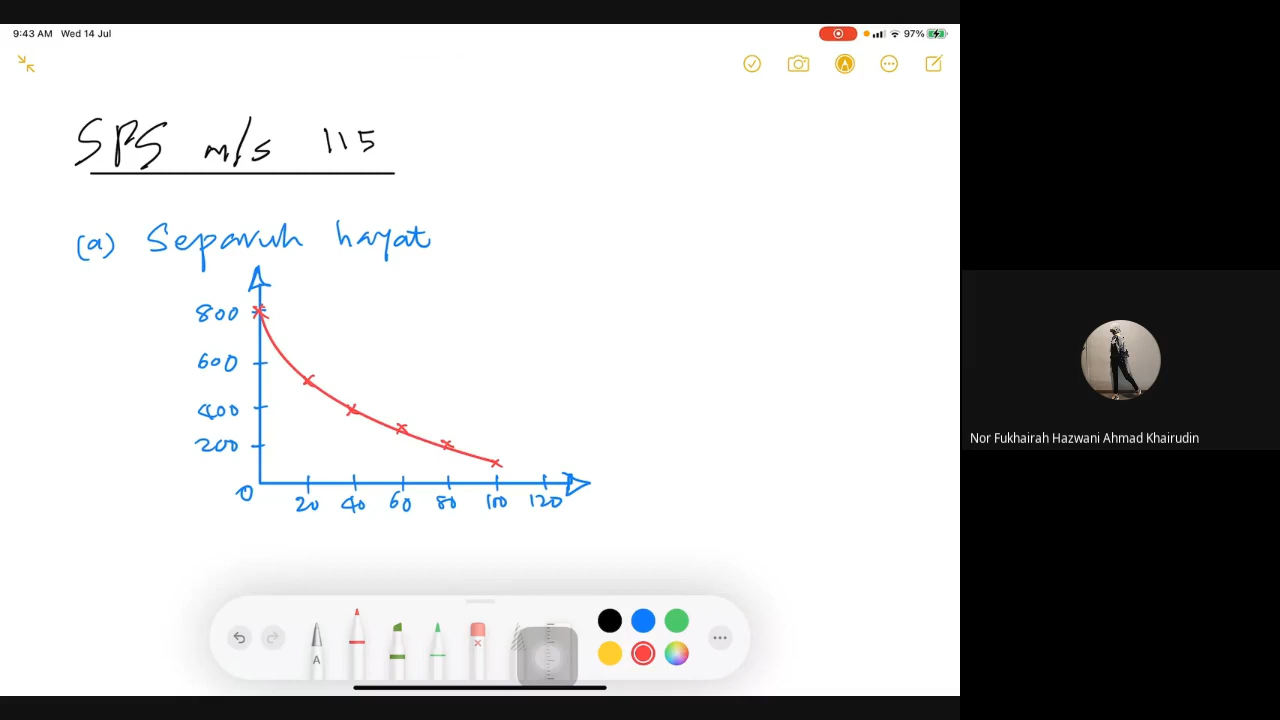 9:43 AM Wed 14 Jul
97%
SPS m/s 115
(a) Separuh hayat
800
600
400
200
0
20 40 60 80 100 120
A
Nor Fukhairah Hazwani Ahmad Khairudin